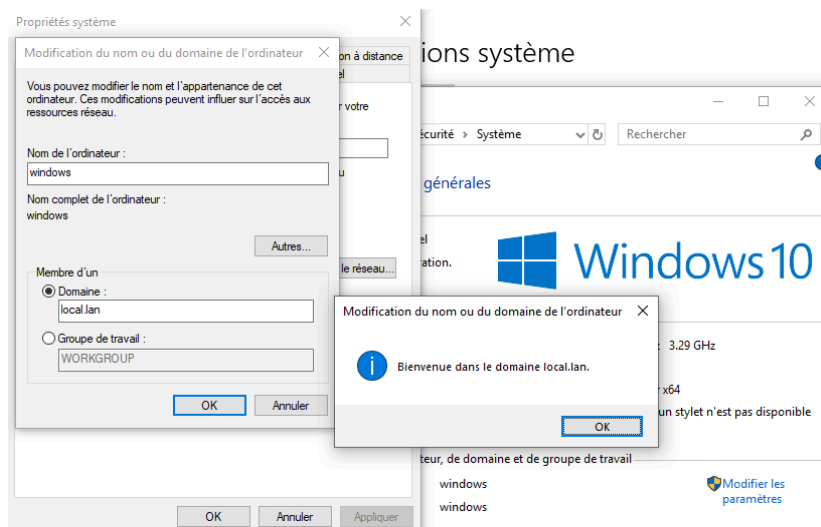 Propriétés système
Modification du nom ou du domaine de l'ordinateur
on à distance
Vous pouvez modifier le nom et l'appartenance de cet
ordinateur. Ces modifications peuvent influer sur l'accès aux
ressources réseau.
r votre
Nom de l'ordinateur :
windows
u
Nom complet de l'ordinateur :
windows
Autres...
le réseau...
Membre d'un
Domaine :
local.lan
Groupe de travail :
WORKGROUP
OK
Annuler
OK
Annuler
Appliquer
ions système
écurité > Système
Rechercher
générales
el
ration.
Windows 10
Modification du nom ou du domaine de l'ordinateur
Bienvenue dans le domaine local.lan.
OK
3.29 GHz
x64
un stylet n'est pas disponible
teur, de domaine et de groupe de travail
windows
windows
Modifier les
paramètres